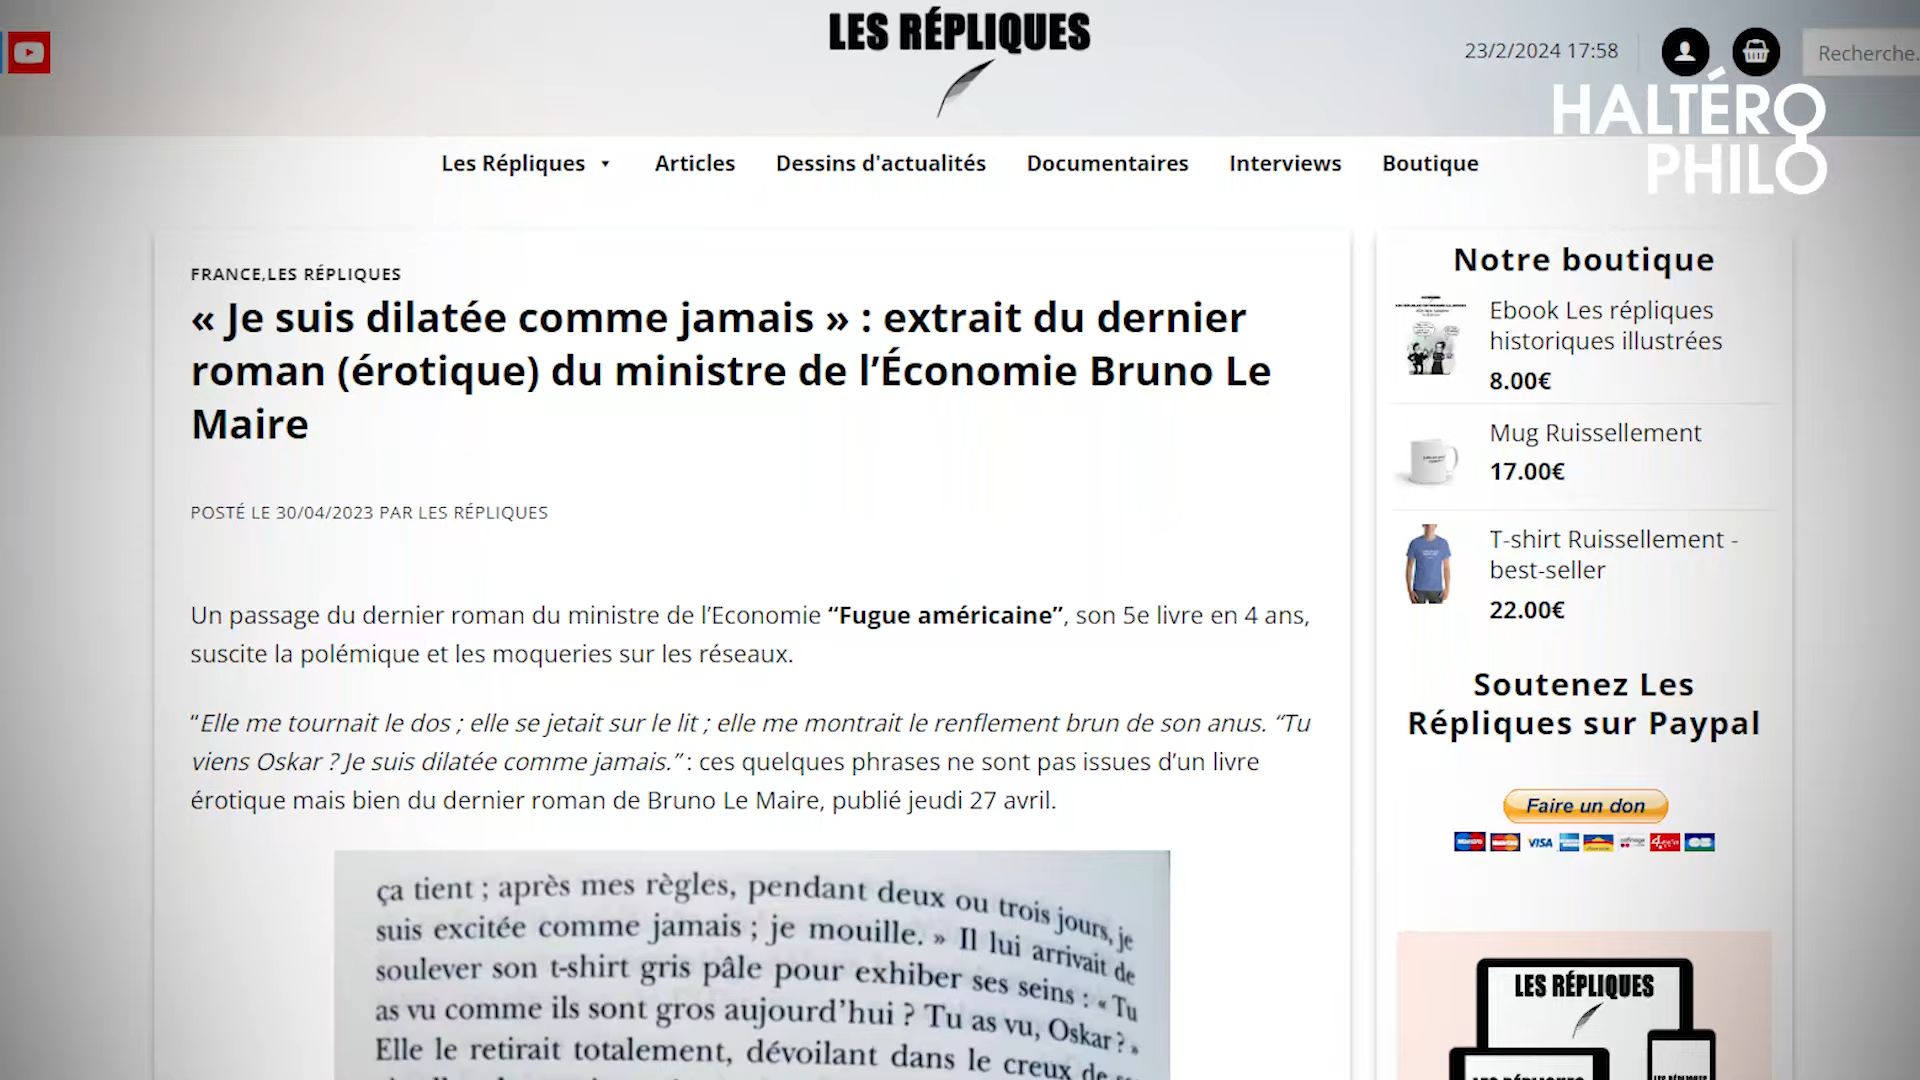 LES RÉPLIQUES
23/2/2024 17:58
Recherche.
HALTÉRO
PHILO
Les Répliques
Articles
Dessins d'actualités
Documentaires
Interviews
Boutique
FRANCE,LES RÉPLIQUES
« Je suis dilatée comme jamais » : extrait du dernier
roman (érotique) du ministre de l’Économie Bruno Le
Maire
POSTÉ LE 30/04/2023 PAR LES RÉPLIQUES
Un passage du dernier roman du ministre de l’Economie “Fugue américaine”, son 5e livre en 4 ans,
suscite la polémique et les moqueries sur les réseaux.
“Elle me tournait le dos ; elle se jetait sur le lit ; elle me montrait le renflement brun de son anus. “Tu
viens Oskar ? Je suis dilatée comme jamais.” : ces quelques phrases ne sont pas issues d’un livre
érotique mais bien du dernier roman de Bruno Le Maire, publié jeudi 27 avril.
ça tient ; après mes règles, pendant deux ou trois jours, je
suis excitée comme jamais ; je mouille. » Il lui arrivait de
soulever son t-shirt gris pâle pour exhiber ses seins : « Tu
as vu comme ils sont gros aujourd’hui ? Tu as vu, Oskar ? »
Elle le retirait totalement, dévoilant dans le creux de
Notre boutique
Ebook Les répliques
historiques illustrées
8.00€
Mug Ruissellement
17.00€
T-shirt Ruissellement -
best-seller
22.00€
Soutenez Les
Répliques sur Paypal
Faire un don
VISA
LES RÉPLIQUES
LES RÉPLIQUES
LES RÉPLIQUES